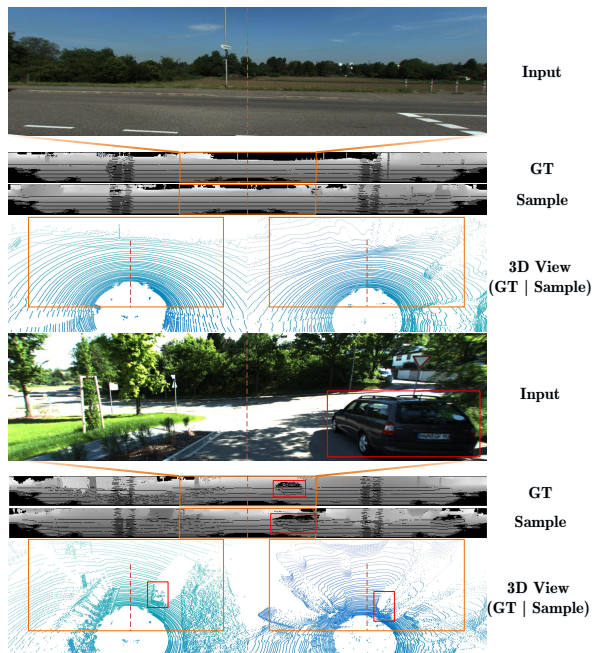 Input
GT
Sample
3D View
(GT | Sample)
Input
GT
Sample
3D View
(GT | Sample)